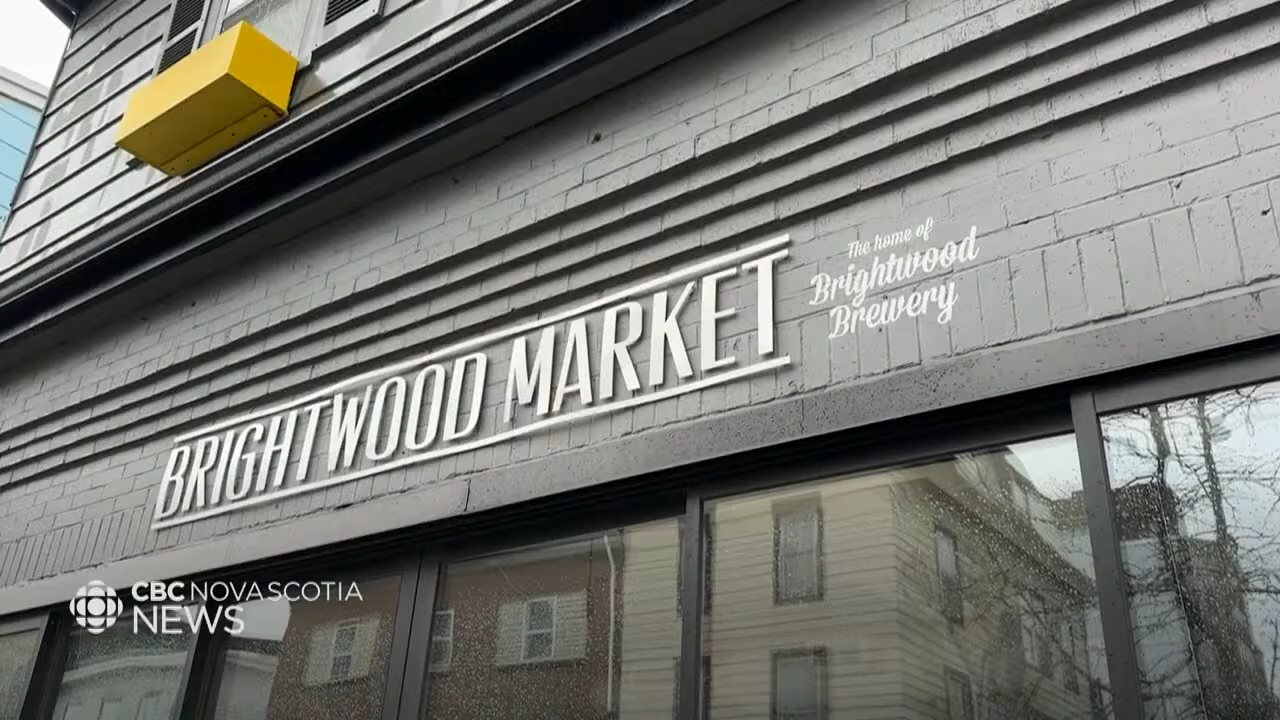 BRIGHTWOOD MARKET
The home of
Brightwood
Brewery
CBC NOVA SCOTIA
NEWS